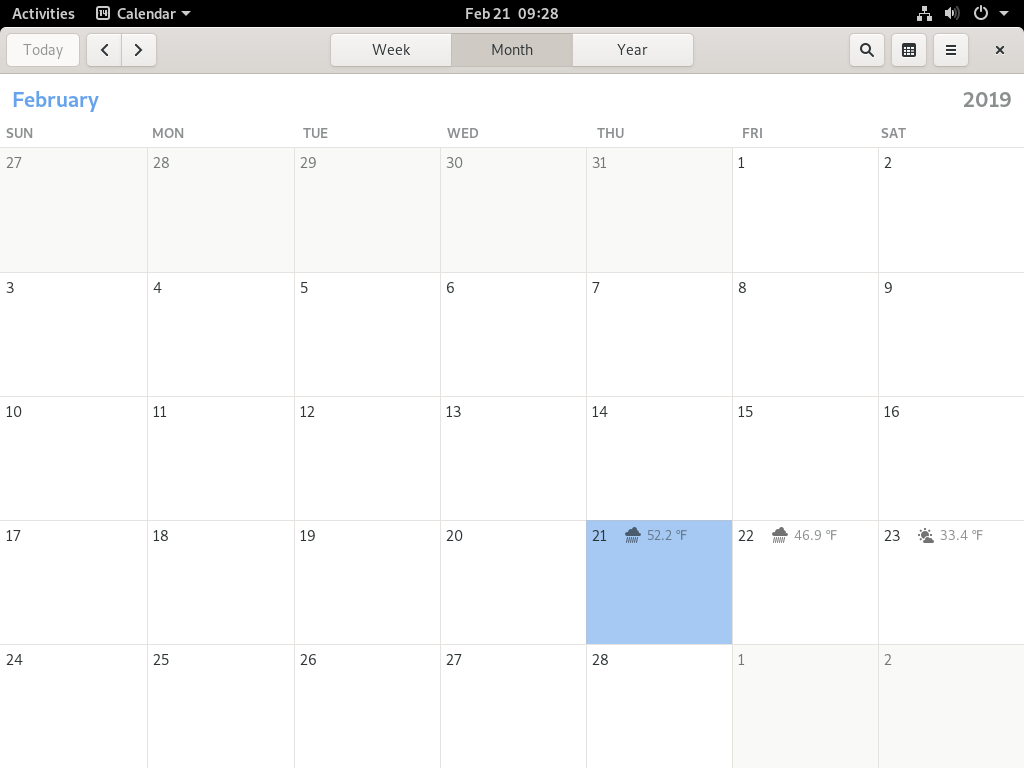 Activities Calendar Feb 21 09:28
Today Week Month Year
February 2019
SUN MON TUE WED THU FRI SAT
27 28 29 30 31 1 2
3 4 5 6 7 8 9
10 11 12 13 14 15 16
17 18 19 20 21 52.2 °F 22 46.9 °F 23 33.4 °F
24 25 26 27 28 1 2